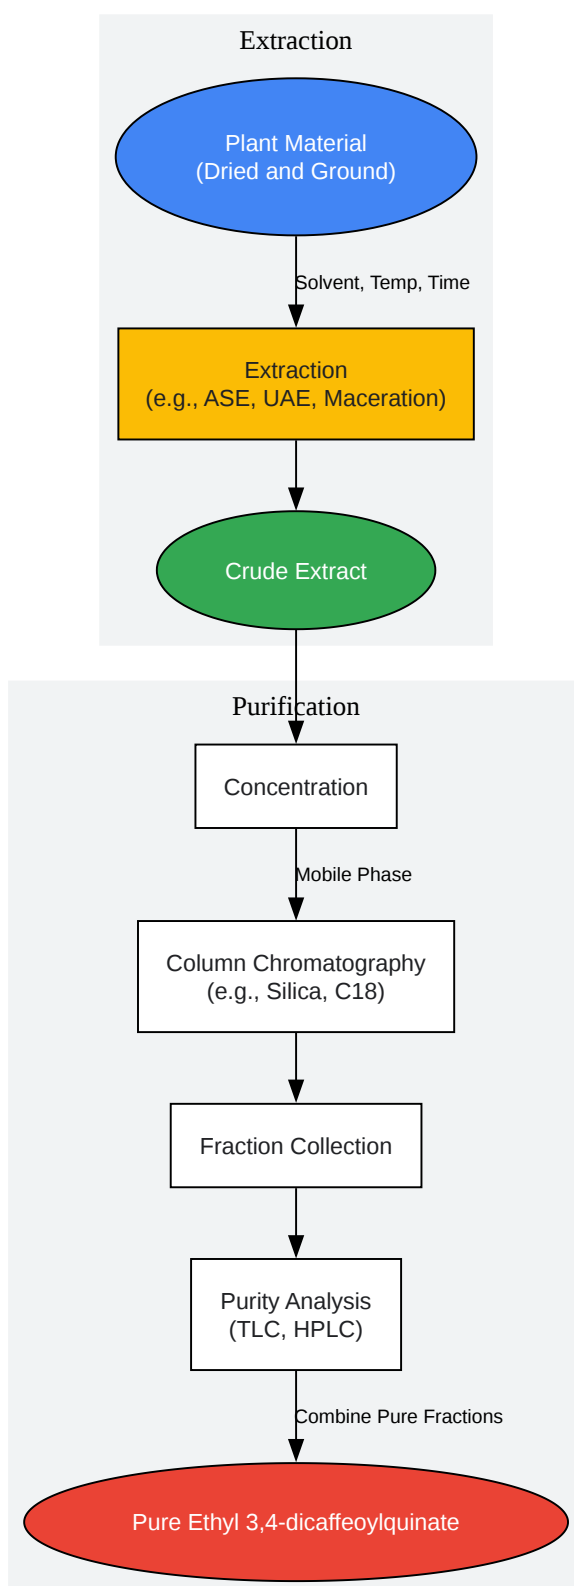 Extraction
Plant Material
(Dried and Ground)
Solvent, Temp, Time
Extraction
(e.g., ASE, UAE, Maceration)
Crude Extract
Purification
Concentration
Mobile Phase
Column Chromatography
(e.g., Silica, C18)
Fraction Collection
Purity Analysis
(TLC, HPLC)
Combine Pure Fractions
Pure Ethyl 3,4-dicaffeoylquinate